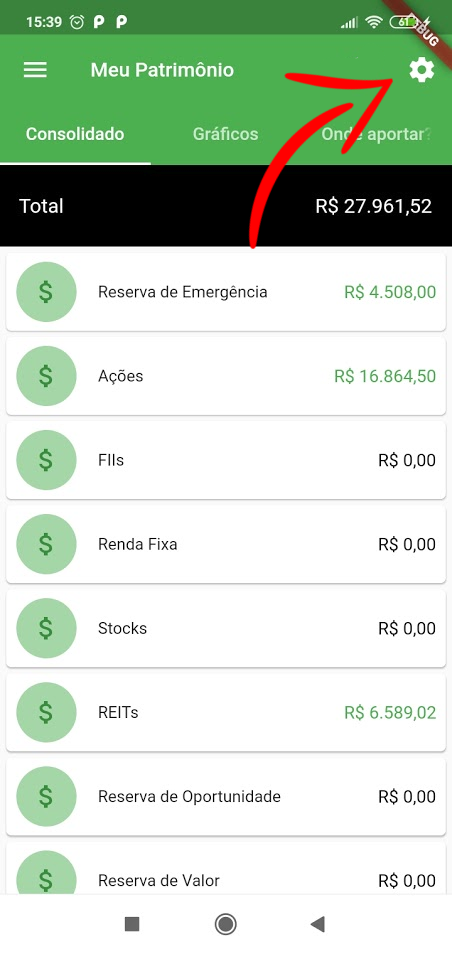 15:39
61
DEBUG
Meu Patrimônio
Consolidado
Gráficos
Onde aportar?
Total
R$ 27.961,52
$
Reserva de Emergência
R$ 4.508,00
$
Ações
R$ 16.864,50
$
FIIs
R$ 0,00
$
Renda Fixa
R$ 0,00
$
Stocks
R$ 0,00
$
REITs
R$ 6.589,02
$
Reserva de Oportunidade
R$ 0,00
$
Reserva de Valor
R$ 0,00